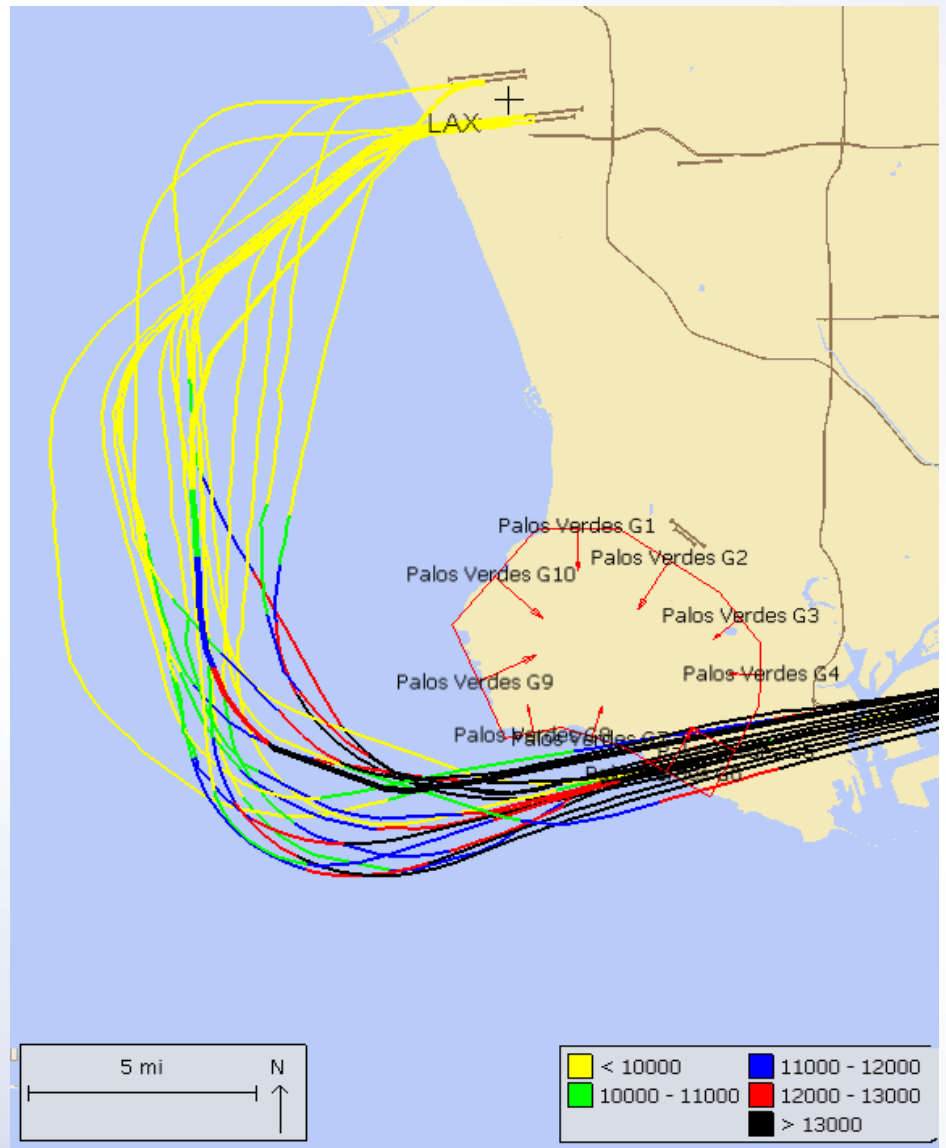 LAX
Palos Verdes G1
Palos Verdes G2
Palos Verdes G10
Palos Verdes G3
Palos Verdes G9
Palos Verdes G4
5 mi
N
< 10000
11000 - 12000
10000 - 11000
12000 - 13000
> 13000